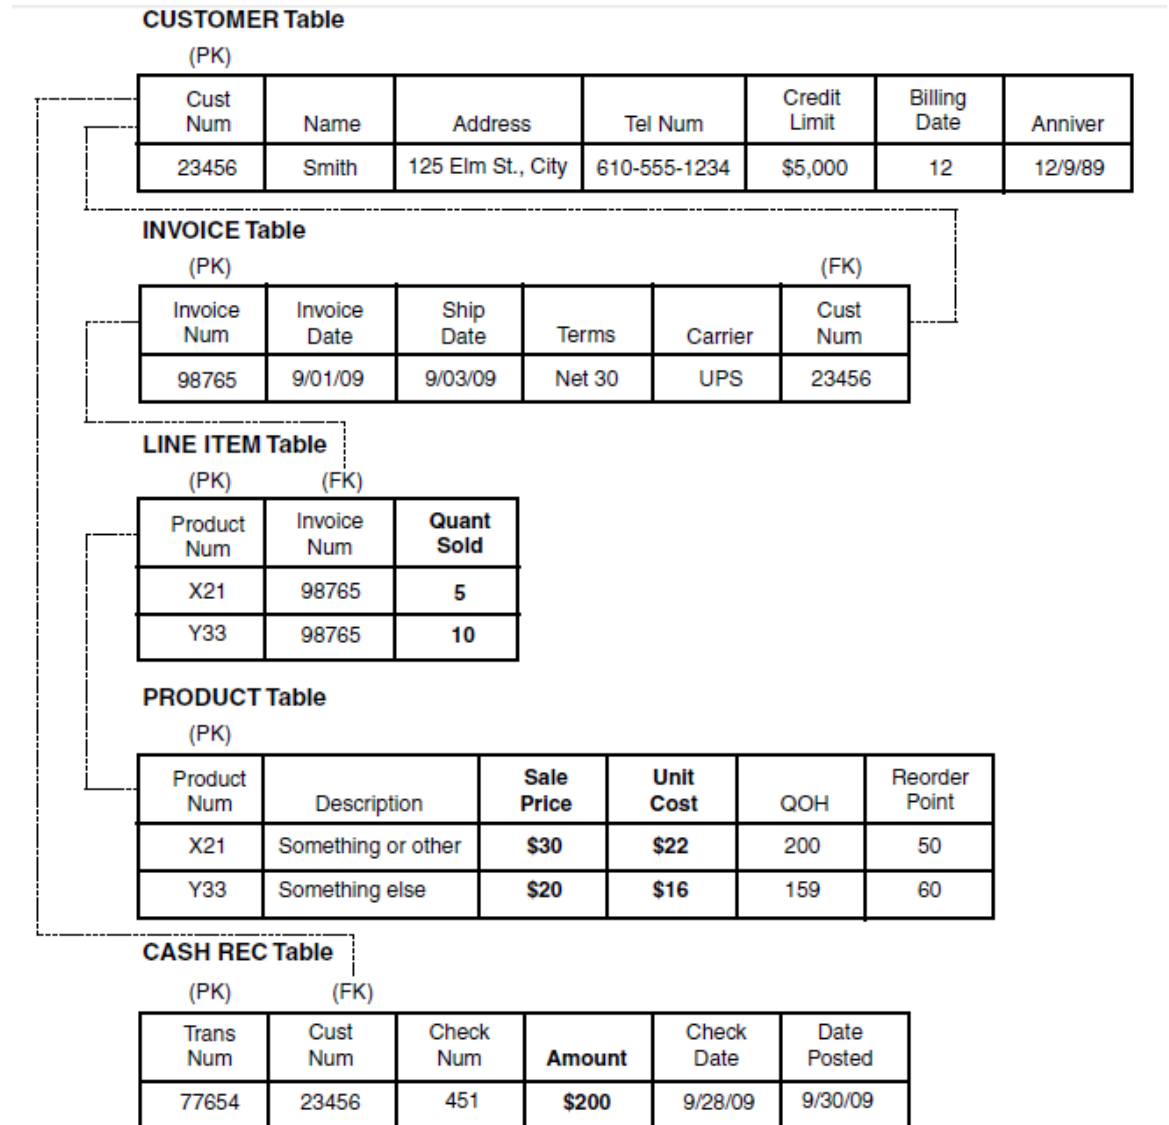 CUSTOMER Table
(PK)
Cust Num Name Address Tel Num Credit Limit Billing Date Anniver
23456 Smith 125 Elm St., City 610-555-1234 $5,000 12 12/9/89
INVOICE Table
(PK) (FK)
Invoice Num Invoice Date Ship Date Terms Carrier Cust Num
98765 9/01/09 9/03/09 Net 30 UPS 23456
LINE ITEM Table
(PK) (FK)
Product Num Invoice Num Quant Sold
X21 98765 5
Y33 98765 10
PRODUCT Table
(PK)
Product Num Description Sale Price Unit Cost QOH Reorder Point
X21 Something or other $30 $22 200 50
Y33 Something else $20 $16 159 60
CASH REC Table
(PK) (FK)
Trans Num Cust Num Check Num Amount Check Date Date Posted
77654 23456 451 $200 9/28/09 9/30/09